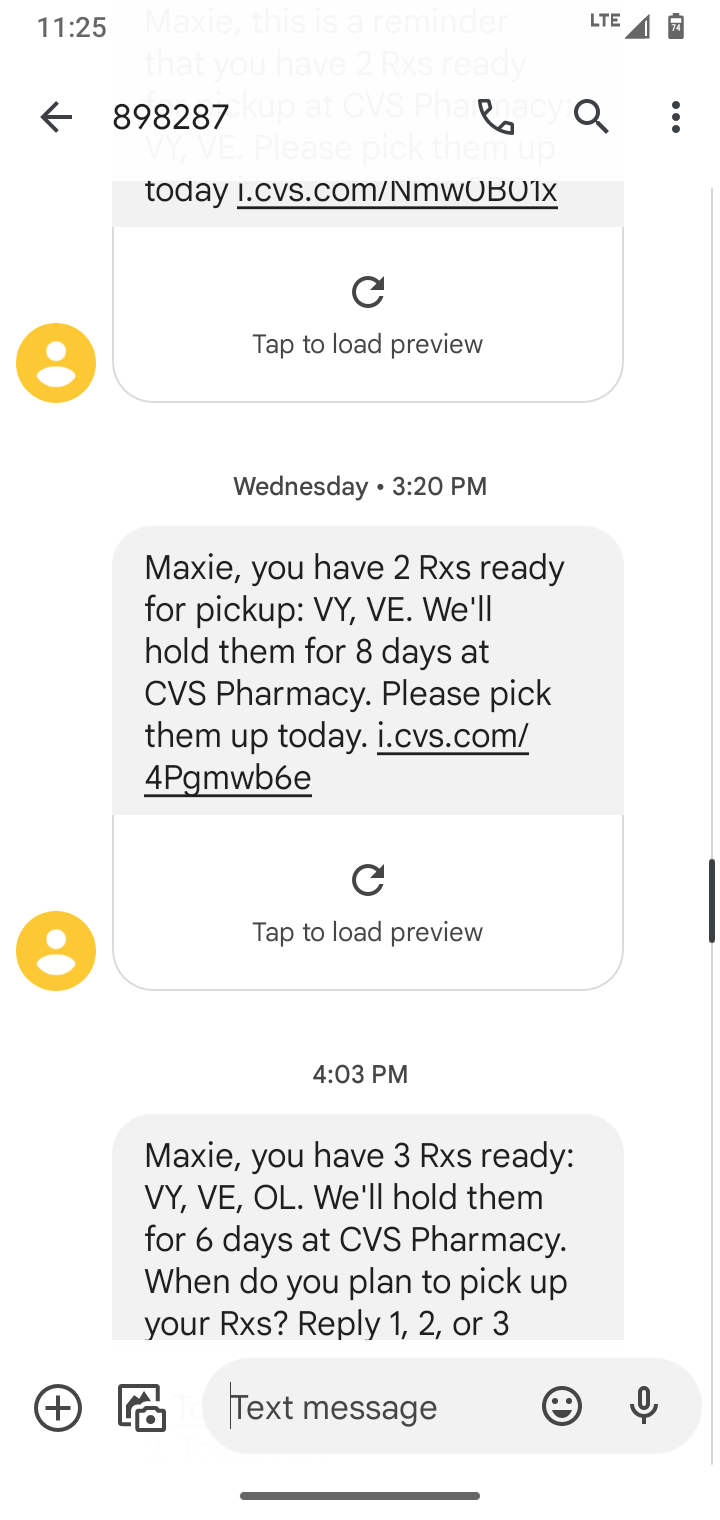 11:25
LTE
74
Maxie, this is a reminder
that you have 2 Rxs ready
for pickup at CVS Pharmacy:
VY, VE. Please pick them up
898287
today i.cvs.com/Nmw0B01x
Tap to load preview
Wednesday • 3:20 PM
Maxie, you have 2 Rxs ready
for pickup: VY, VE. We'll
hold them for 8 days at
CVS Pharmacy. Please pick
them up today. i.cvs.com/
4Pgmwb6e
Tap to load preview
4:03 PM
Maxie, you have 3 Rxs ready:
VY, VE, OL. We'll hold them
for 6 days at CVS Pharmacy.
When do you plan to pick up
your Rxs? Reply 1, 2, or 3
Text message